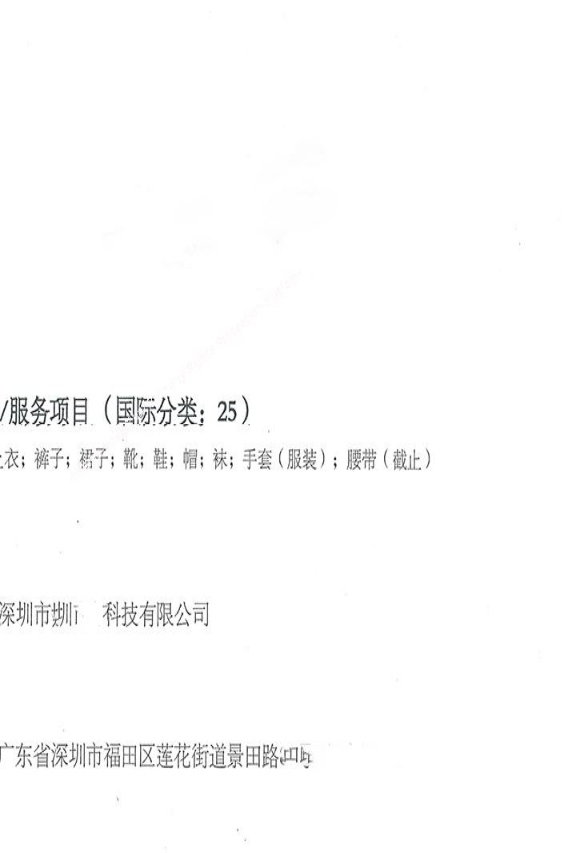 /服务项目（国际分类：25）
衣；裤子；裙子；靴；鞋；帽；袜；手套（服装）；腰带（截止）
深圳市 科技有限公司
广东省深圳市福田区莲花街道景田路